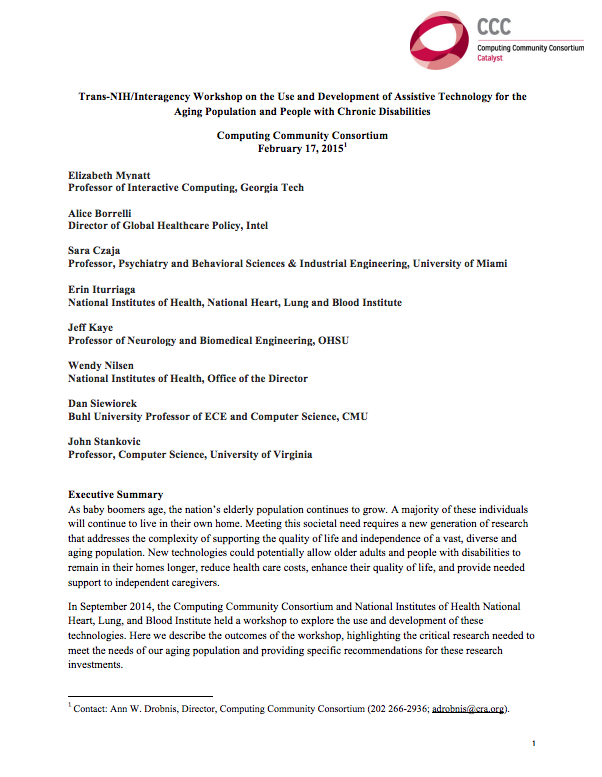 CCC
Computing Community Consortium
Catalyst
Trans-NIH/Interagency Workshop on the Use and Development of Assistive Technology for the
Aging Population and People with Chronic Disabilities
Computing Community Consortium
February 17, 2015¹
Elizabeth Mynatt
Professor of Interactive Computing, Georgia Tech
Alice Borrelli
Director of Global Healthcare Policy, Intel
Sara Czaja
Professor, Psychiatry and Behavioral Sciences & Industrial Engineering, University of Miami
Erin Iturriaga
National Institutes of Health, National Heart, Lung and Blood Institute
Jeff Kaye
Professor of Neurology and Biomedical Engineering, OHSU
Wendy Nilsen
National Institutes of Health, Office of the Director
Dan Siewiorek
Buhl University Professor of ECE and Computer Science, CMU
John Stankovic
Professor, Computer Science, University of Virginia
Executive Summary
As baby boomers age, the nation's elderly population continues to grow. A majority of these individuals
will continue to live in their own home. Meeting this societal need requires a new generation of research
that addresses the complexity of supporting the quality of life and independence of a vast, diverse and
aging population. New technologies could potentially allow older adults and people with disabilities to
remain in their homes longer, reduce health care costs, enhance their quality of life, and provide needed
support to independent caregivers.
In September 2014, the Computing Community Consortium and National Institutes of Health National
Heart, Lung, and Blood Institute held a workshop to explore the use and development of these
technologies. Here we describe the outcomes of the workshop, highlighting the critical research needed to
meet the needs of our aging population and providing specific recommendations for these research
investments.
¹ Contact: Ann W. Drobnis, Director, Computing Community Consortium (202 266-2936; adrobnis@cra.org).
1